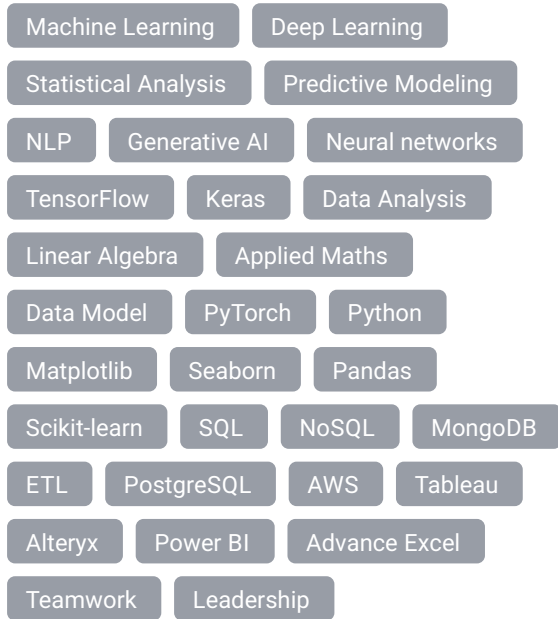 Machine Learning Deep Learning
Statistical Analysis Predictive Modeling
NLP Generative AI Neural networks
TensorFlow Keras Data Analysis
Linear Algebra Applied Maths
Data Model PyTorch Python
Matplotlib Seaborn Pandas
Scikit-learn SQL NoSQL MongoDB
ETL PostgreSQL AWS Tableau
Alteryx Power BI Advance Excel
Teamwork Leadership